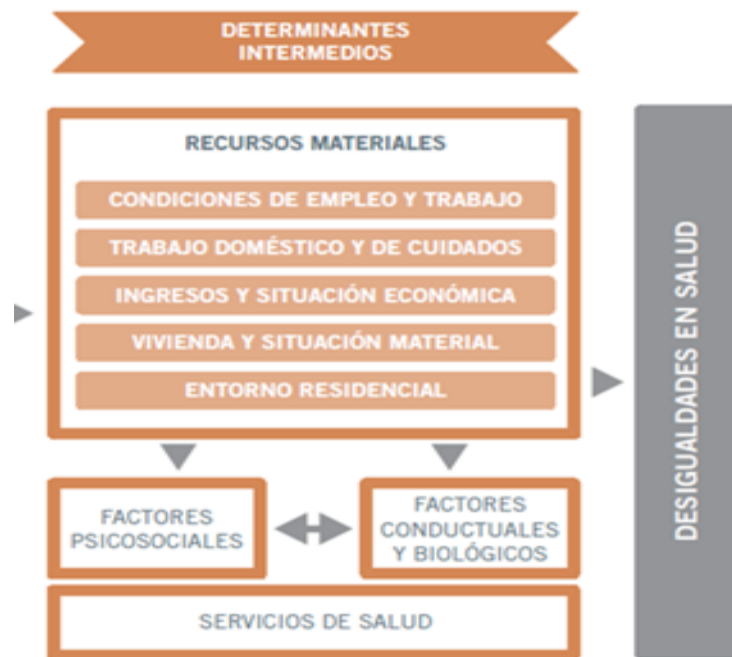 DETERMINANTES
INTERMEDIOS
RECURSOS MATERIALES
CONDICIONES DE EMPLEO Y TRABAJO
TRABAJO DOMÉSTICO Y DE CUIDADOS
INGRESOS Y SITUACIÓN ECONÓMICA
VIVIENDA Y SITUACIÓN MATERIAL
ENTORNO RESIDENCIAL
FACTORES
PSICOSOCIALES
FACTORES
CONDUCTUALES
Y BIOLÓGICOS
SERVICIOS DE SALUD
DESIGUALDADES EN SALUD